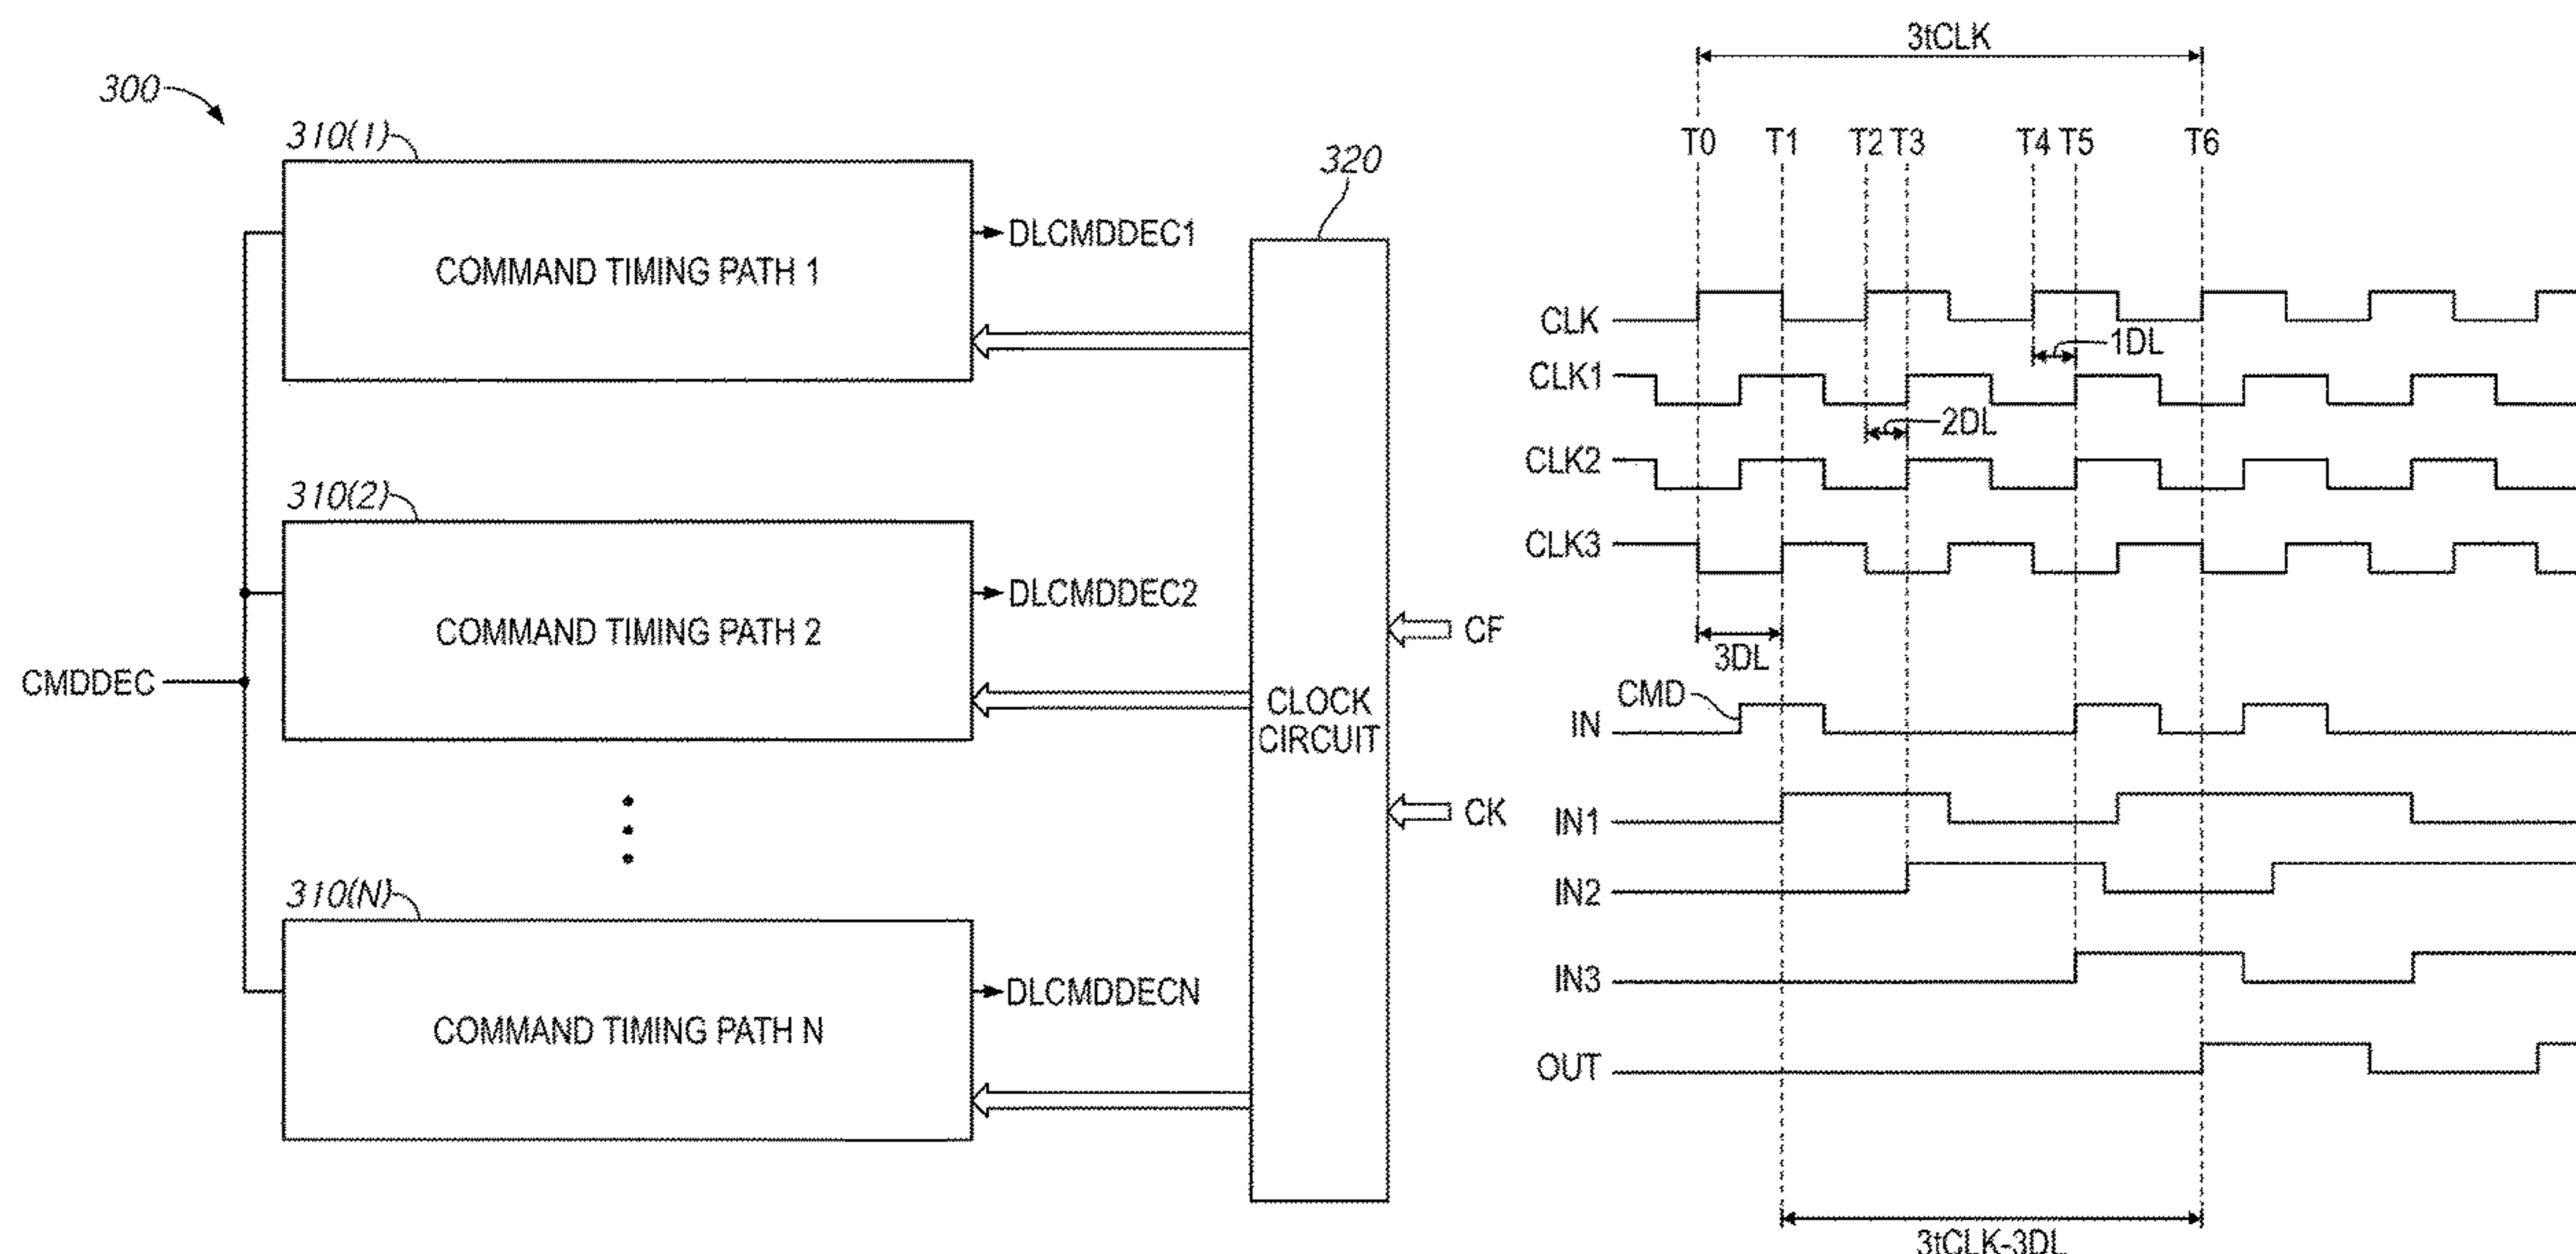 300
310(1)
COMMAND TIMING PATH 1
DLCMDDEC1
310(2)
COMMAND TIMING PATH 2
DLCMDDEC2
CMDDEC
310(N)
COMMAND TIMING PATH N
DLCMDDECN
320
CLOCK
CIRCUIT
CF
CK
3tCLK
T0 T1 T2 T3 T4 T5 T6
CLK
1DL
CLK1
2DL
CLK2
CLK3
3DL
CMD
IN
IN1
IN2
IN3
OUT
3tCLK-3DL